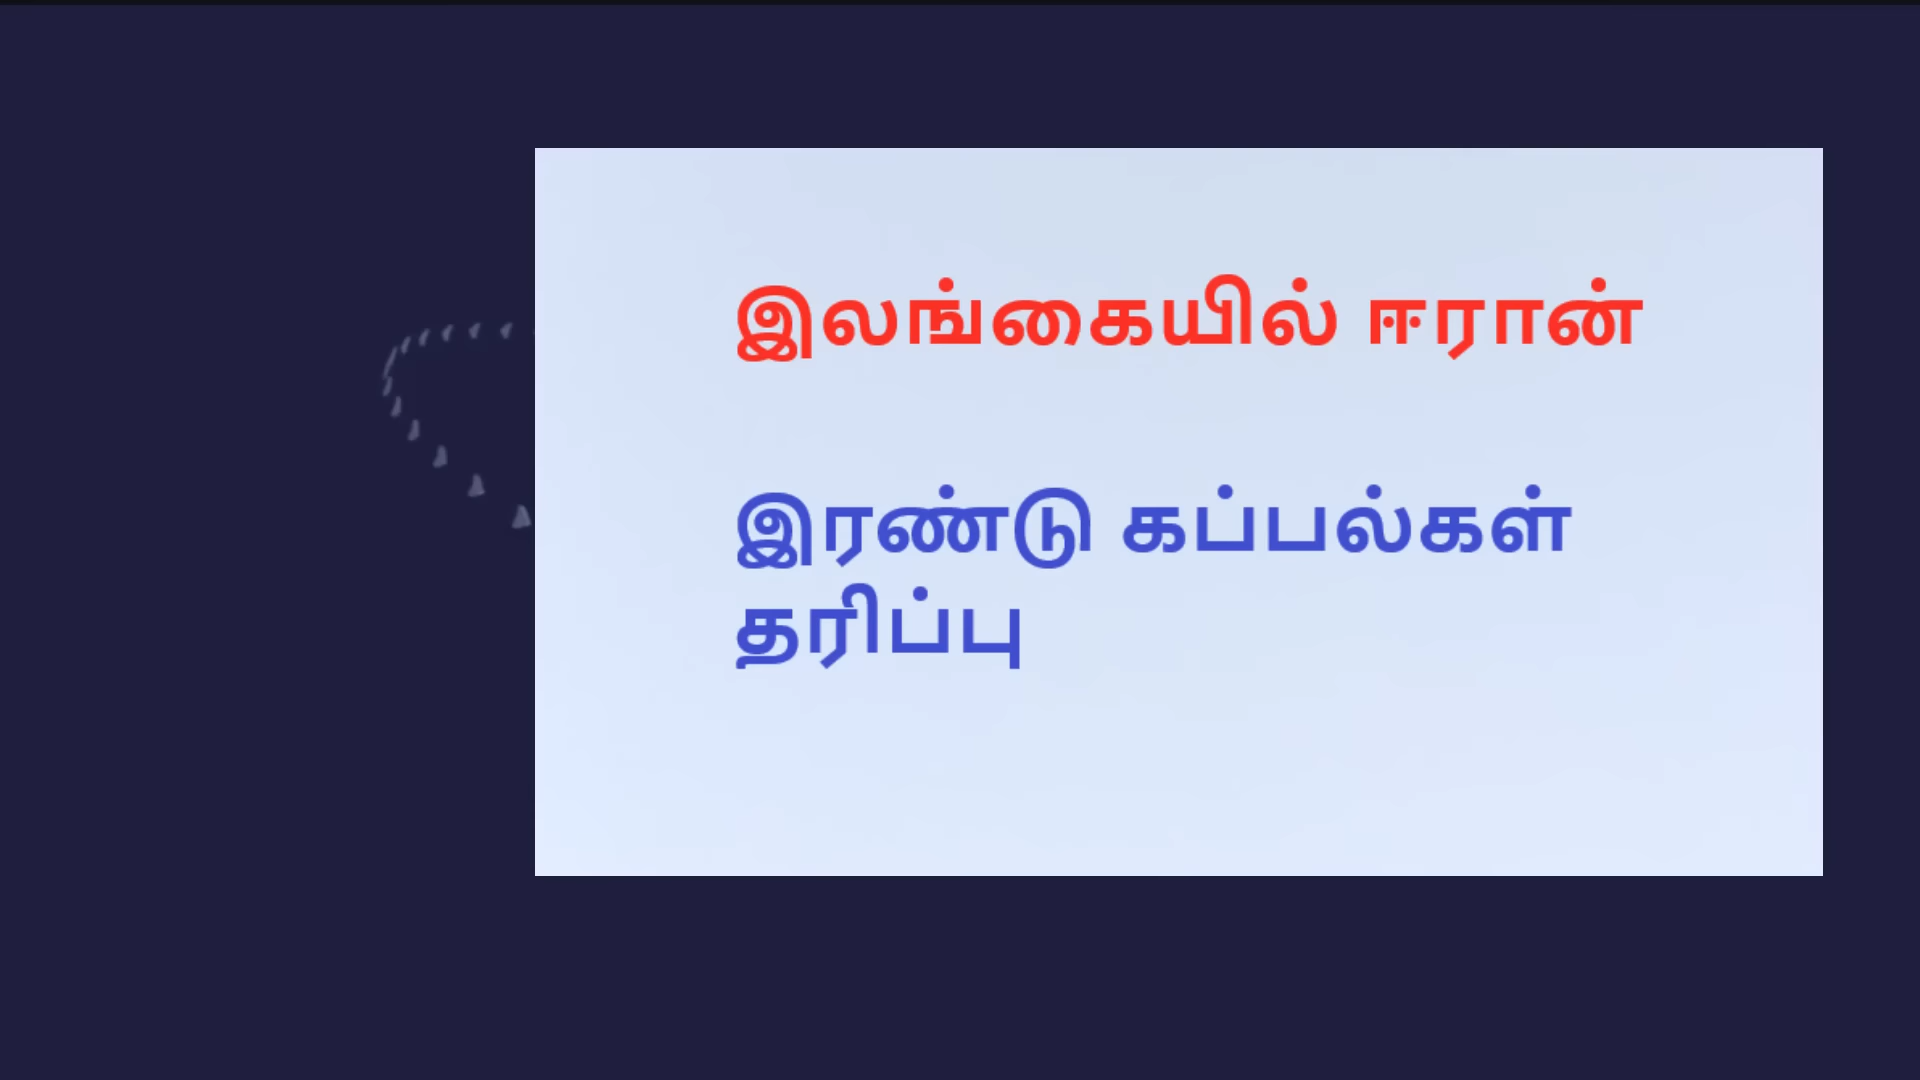 இலங்கையில் ஈரான்
இரண்டு கப்பல்கள்
தரிப்பு